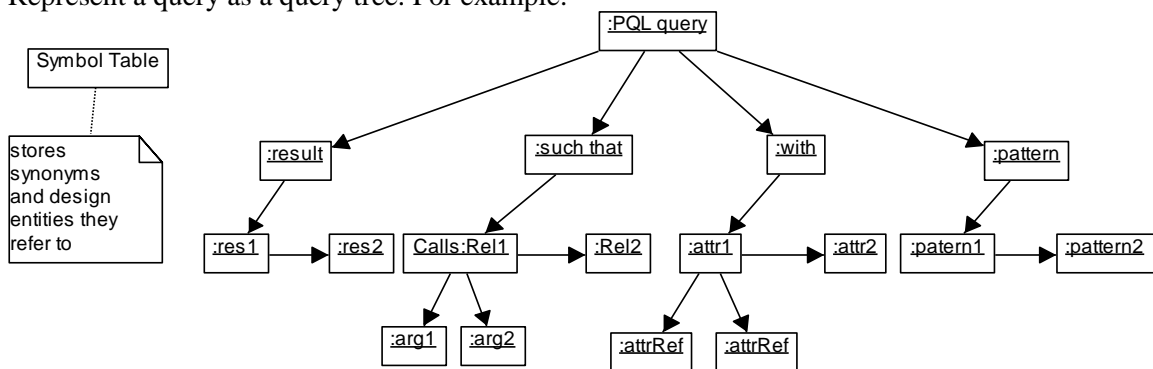 Represent a query as a query tree. For example:
:PQL query
Symbol Table
stores
synonyms
and design
entities they
refer to
:result
:such that
:with
:pattern
:res1
:res2
Calls:Rel1
:Rel2
:attr1
:attr2
:patern1
:pattern2
:arg1
:arg2
:attrRef
:attrRef